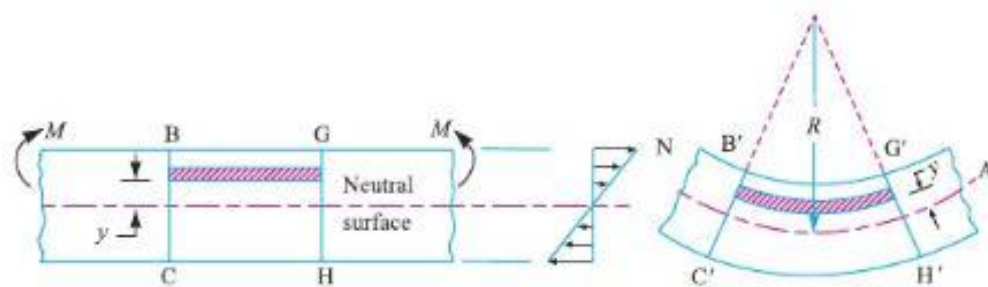 M B G M
Neutral
surface
y
C H
N
R
B′ G′
y
A
C′ H′